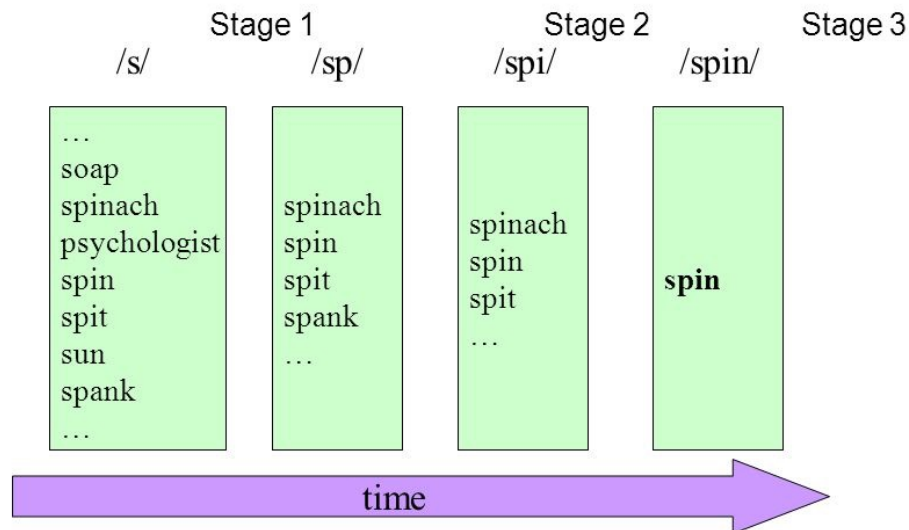 Stage 1 Stage 2 Stage 3
/s/ /sp/ /spi/ /spin/
…
soap
spinach
psychologist
spin
spit
sun
spank
…
spinach
spin
spit
spank
…
spinach
spin
spit
…
spin
time